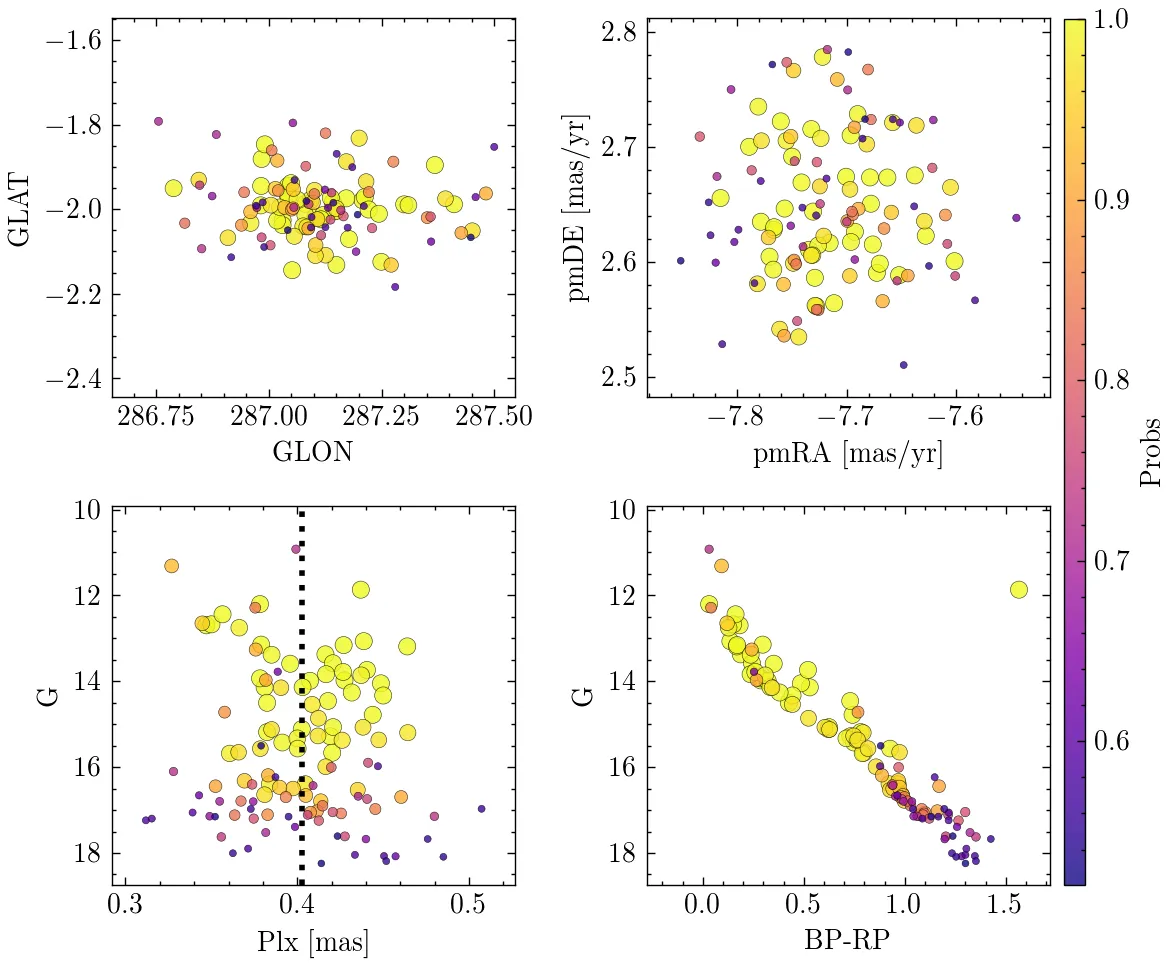 −1.6
−1.8
−2.0
−2.2
−2.4
GLAT
286.75 287.00 287.25 287.50
GLON
2.8
2.7
2.6
2.5
pmDE [mas/yr]
−7.8 −7.7 −7.6
pmRA [mas/yr]
10
12
14
16
18
G
0.3 0.4 0.5
Plx [mas]
10
12
14
16
18
G
0.0 0.5 1.0 1.5
BP-RP
1.0
0.9
0.8
0.7
0.6
Probs